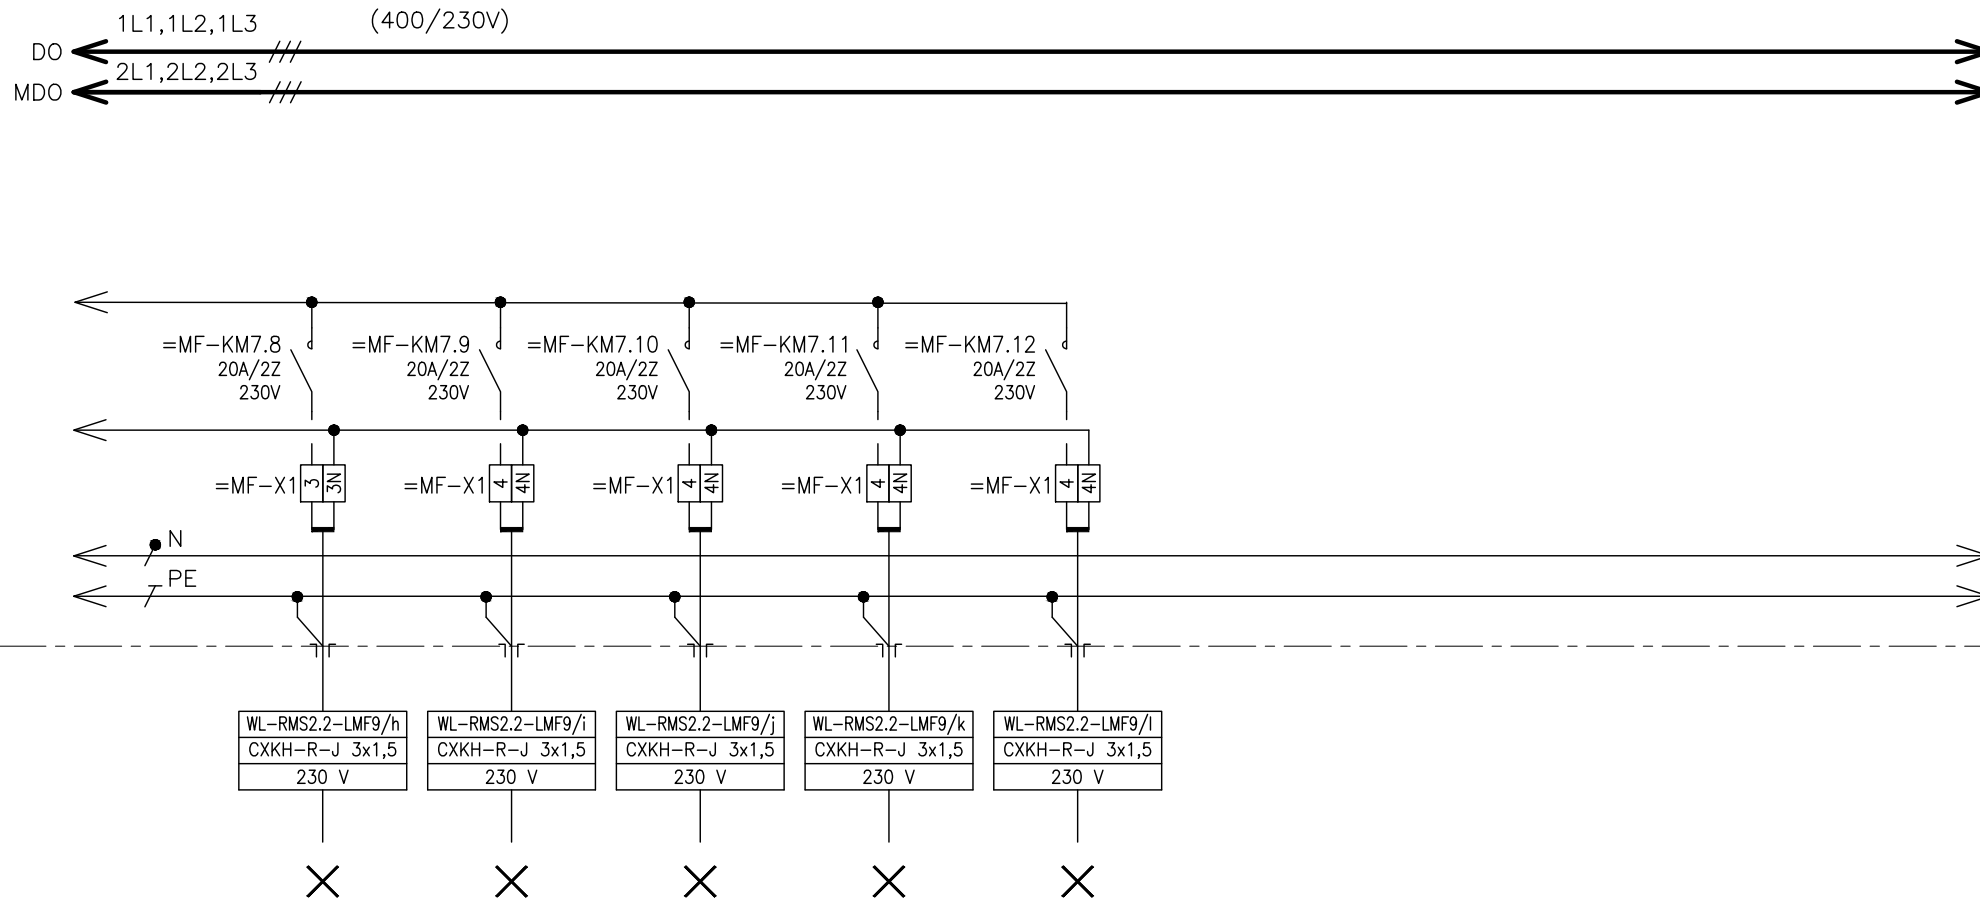 1L1,1L2,1L3 (400/230V)
DO
2L1,2L2,2L3
MDO
=MF-KM7.8
20A/2Z
230V
=MF-KM7.9
20A/2Z
230V
=MF-KM7.10
20A/2Z
230V
=MF-KM7.11
20A/2Z
230V
=MF-KM7.12
20A/2Z
230V
=MF-X1 3 3N
=MF-X1 4 4N
=MF-X1 4 4N
=MF-X1 4 4N
=MF-X1 4 4N
N
PE
WL-RMS2.2-LMF9/h
CXKH-R-J 3x1,5
230 V
WL-RMS2.2-LMF9/i
CXKH-R-J 3x1,5
230 V
WL-RMS2.2-LMF9/j
CXKH-R-J 3x1,5
230 V
WL-RMS2.2-LMF9/k
CXKH-R-J 3x1,5
230 V
WL-RMS2.2-LMF9/l
CXKH-R-J 3x1,5
230 V